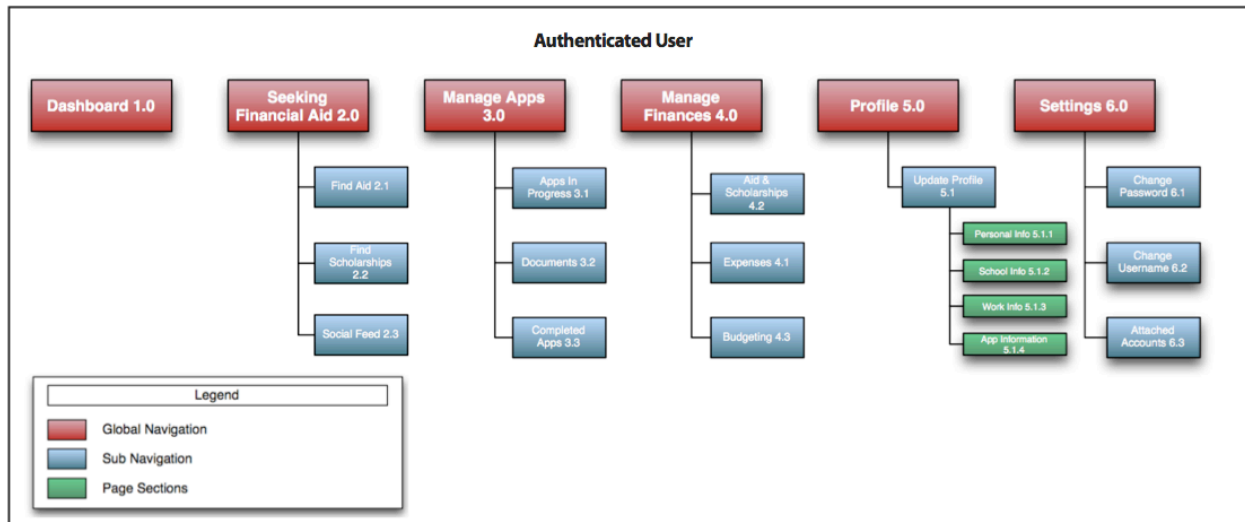 Authenticated User
Dashboard 1.0
Seeking
Financial Aid 2.0
Manage Apps
3.0
Manage
Finances 4.0
Profile 5.0
Settings 6.0
Find Aid 2.1
Find
Scholarships
2.2
Social Feed 2.3
Apps In
Progress 3.1
Documents 3.2
Completed
Apps 3.3
Aid &
Scholarships
4.2
Expenses 4.1
Budgeting 4.3
Update Profile
5.1
Personal Info 5.1.1
School Info 5.1.2
Work Info 5.1.3
App Information
5.1.4
Change
Password 6.1
Change
Username 6.2
Attached
Accounts 6.3
Legend
Global Navigation
Sub Navigation
Page Sections